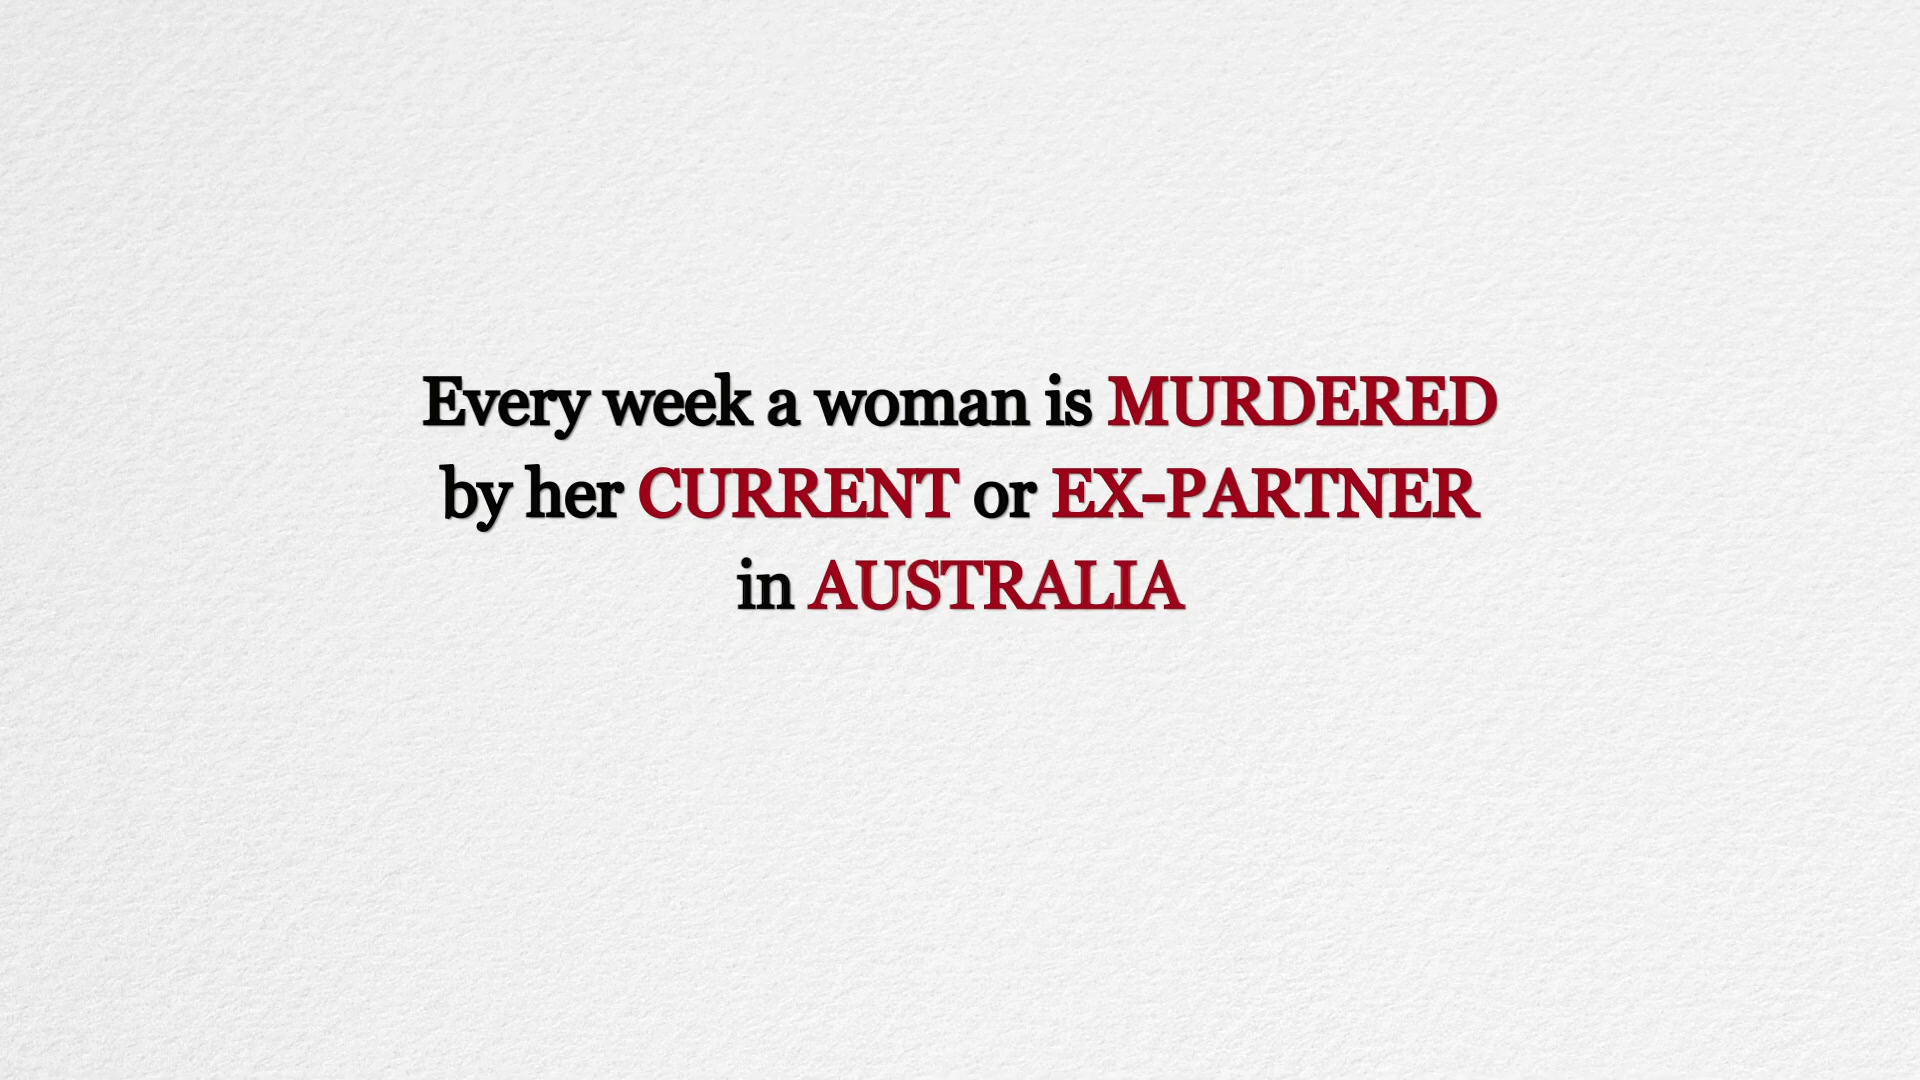 Every week a woman is MURDERED
by her CURRENT or EX-PARTNER
in AUSTRALIA